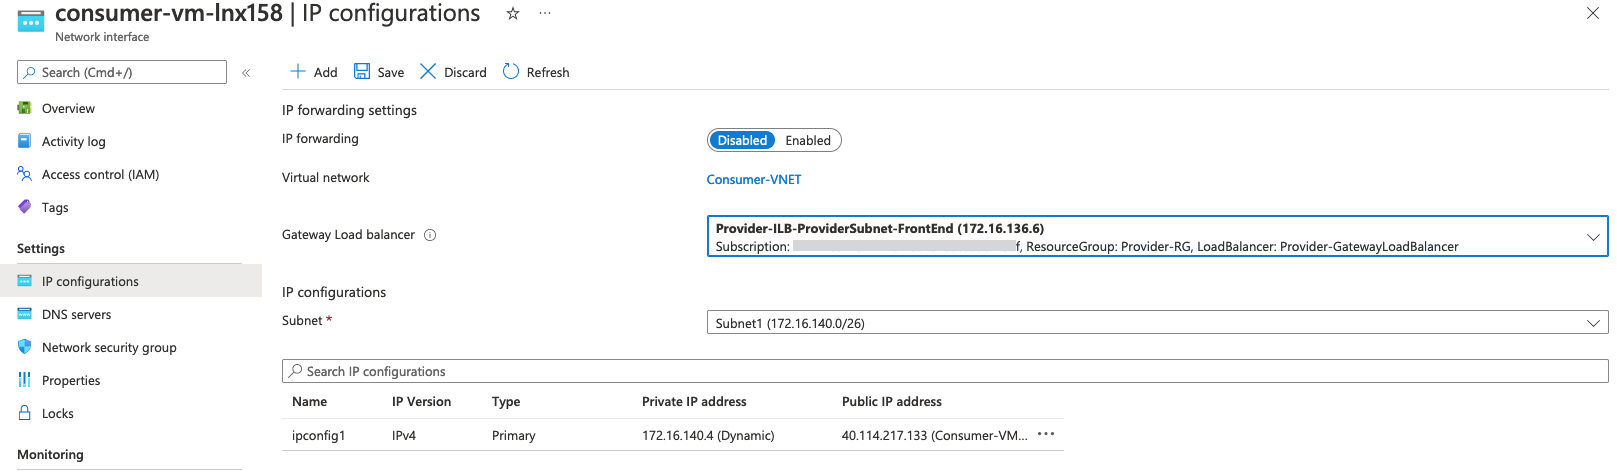 consumer-vm-lnx158 | IP configurations ☆ ···
Network interface
Search (Cmd+/)
«
Add Save Discard Refresh
Overview
Activity log
Access control (IAM)
Tags
Settings
IP configurations
DNS servers
Network security group
Properties
Locks
Monitoring
IP forwarding settings
IP forwarding Disabled Enabled
Virtual network Consumer-VNET
Gateway Load balancer
Provider-ILB-ProviderSubnet-FrontEnd (172.16.136.6)
Subscription: f, ResourceGroup: Provider-RG, LoadBalancer: Provider-GatewayLoadBalancer
IP configurations
Subnet * Subnet1 (172.16.140.0/26)
Search IP configurations
Name IP Version Type Private IP address Public IP address
ipconfig1 IPv4 Primary 172.16.140.4 (Dynamic) 40.114.217.133 (Consumer-VM... ···